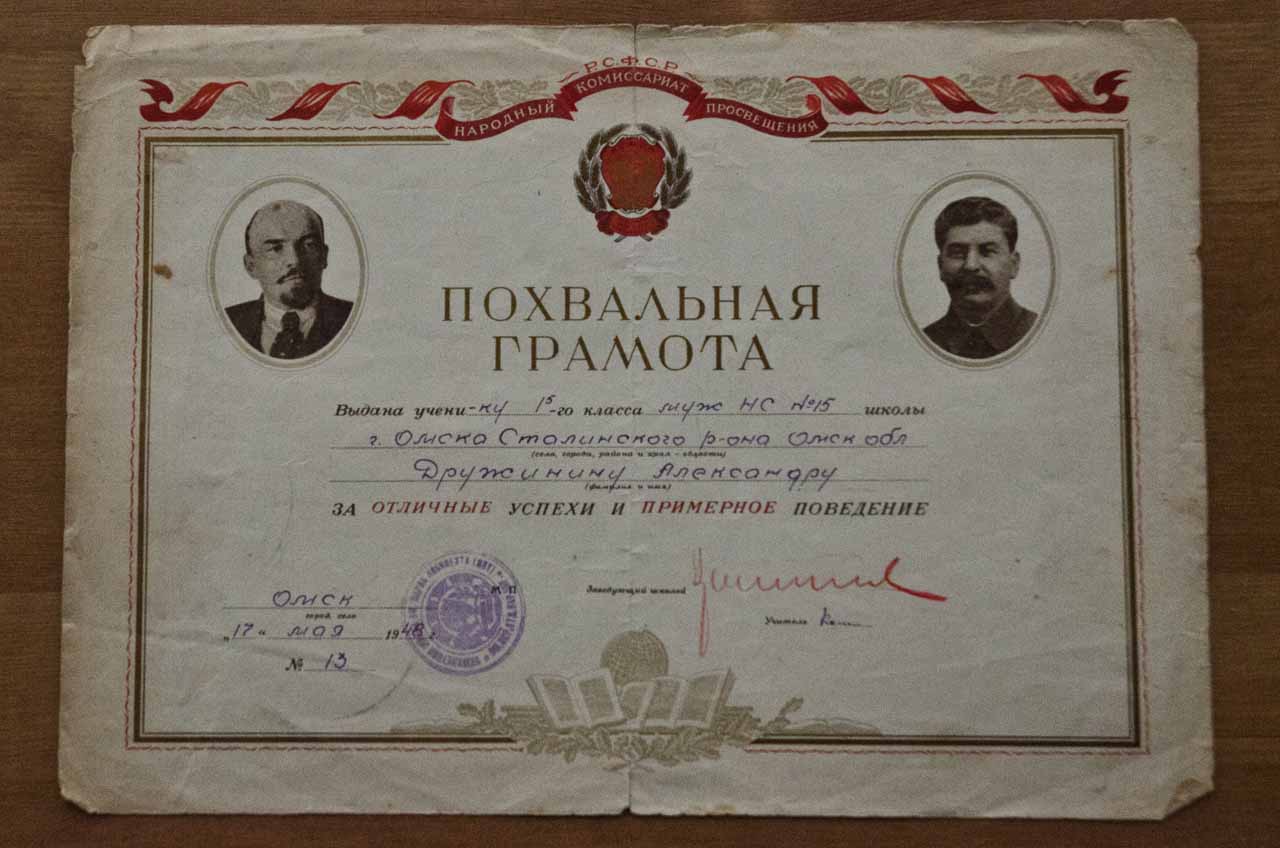 Р.С.Ф.С.Р.
НАРОДНЫЙ КОМИССАРИАТ ПРОСВЕЩЕНИЯ
ПОХВАЛЬНАЯ
ГРАМОТА
Выдана учени-ку 1Б-го класса муж НС №15 школы
г. Омска Сталинского р-она Омск обл
(села, города, района и края - области)
Дружинину Александру
(фамилия и имя)
ЗА ОТЛИЧНЫЕ УСПЕХИ И ПРИМЕРНОЕ ПОВЕДЕНИЕ
Омск
город, село
М П
Заведующий школой
„17" мая 1948 г.
Учитель
№ 13